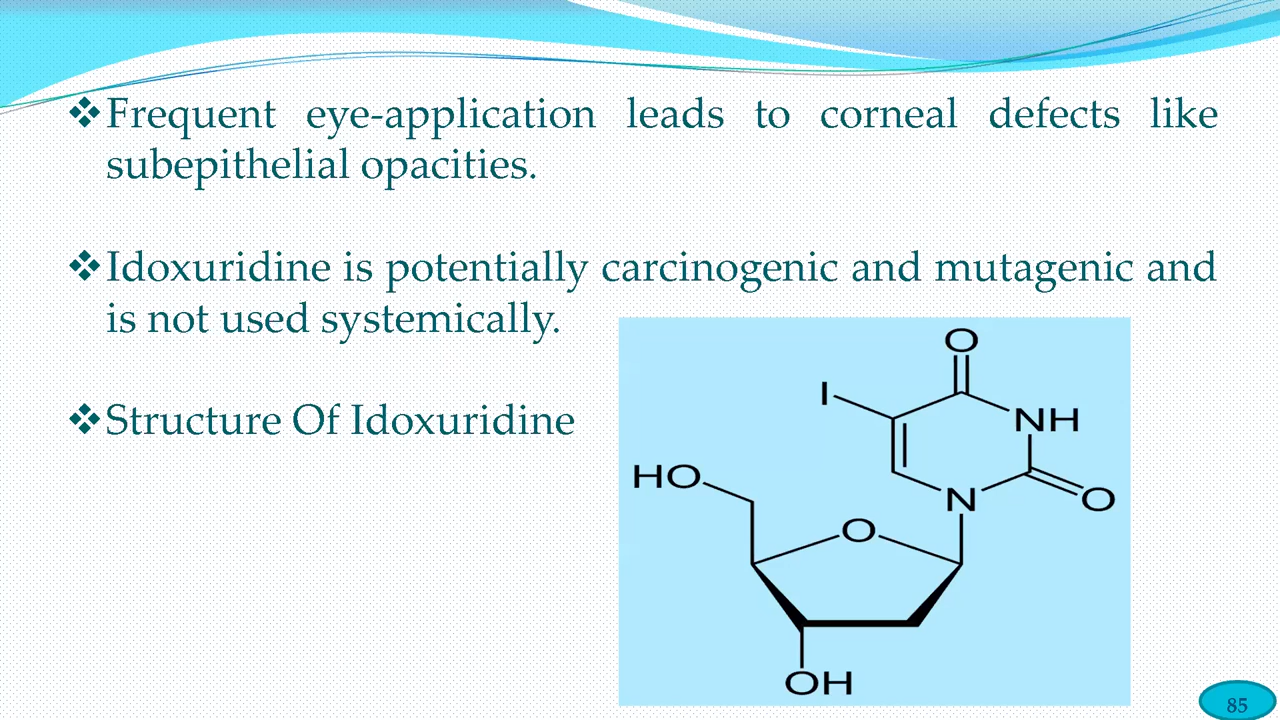 ❖Frequent eye-application leads to corneal defects like
subepithelial opacities.
❖Idoxuridine is potentially carcinogenic and mutagenic and
is not used systemically.
❖Structure Of Idoxuridine
O
I
NH
HO
N
O
O
OH
85